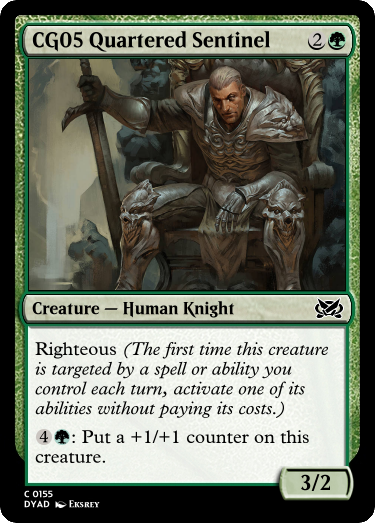 CG05 Quartered Sentinel 2
Creature — Human Knight
Righteous (The first time this creature
is targeted by a spell or ability you
control each turn, activate one of its
abilities without paying its costs.)
4 : Put a +1/+1 counter on this
creature.
3/2
C 0155
DYAD Eksrey